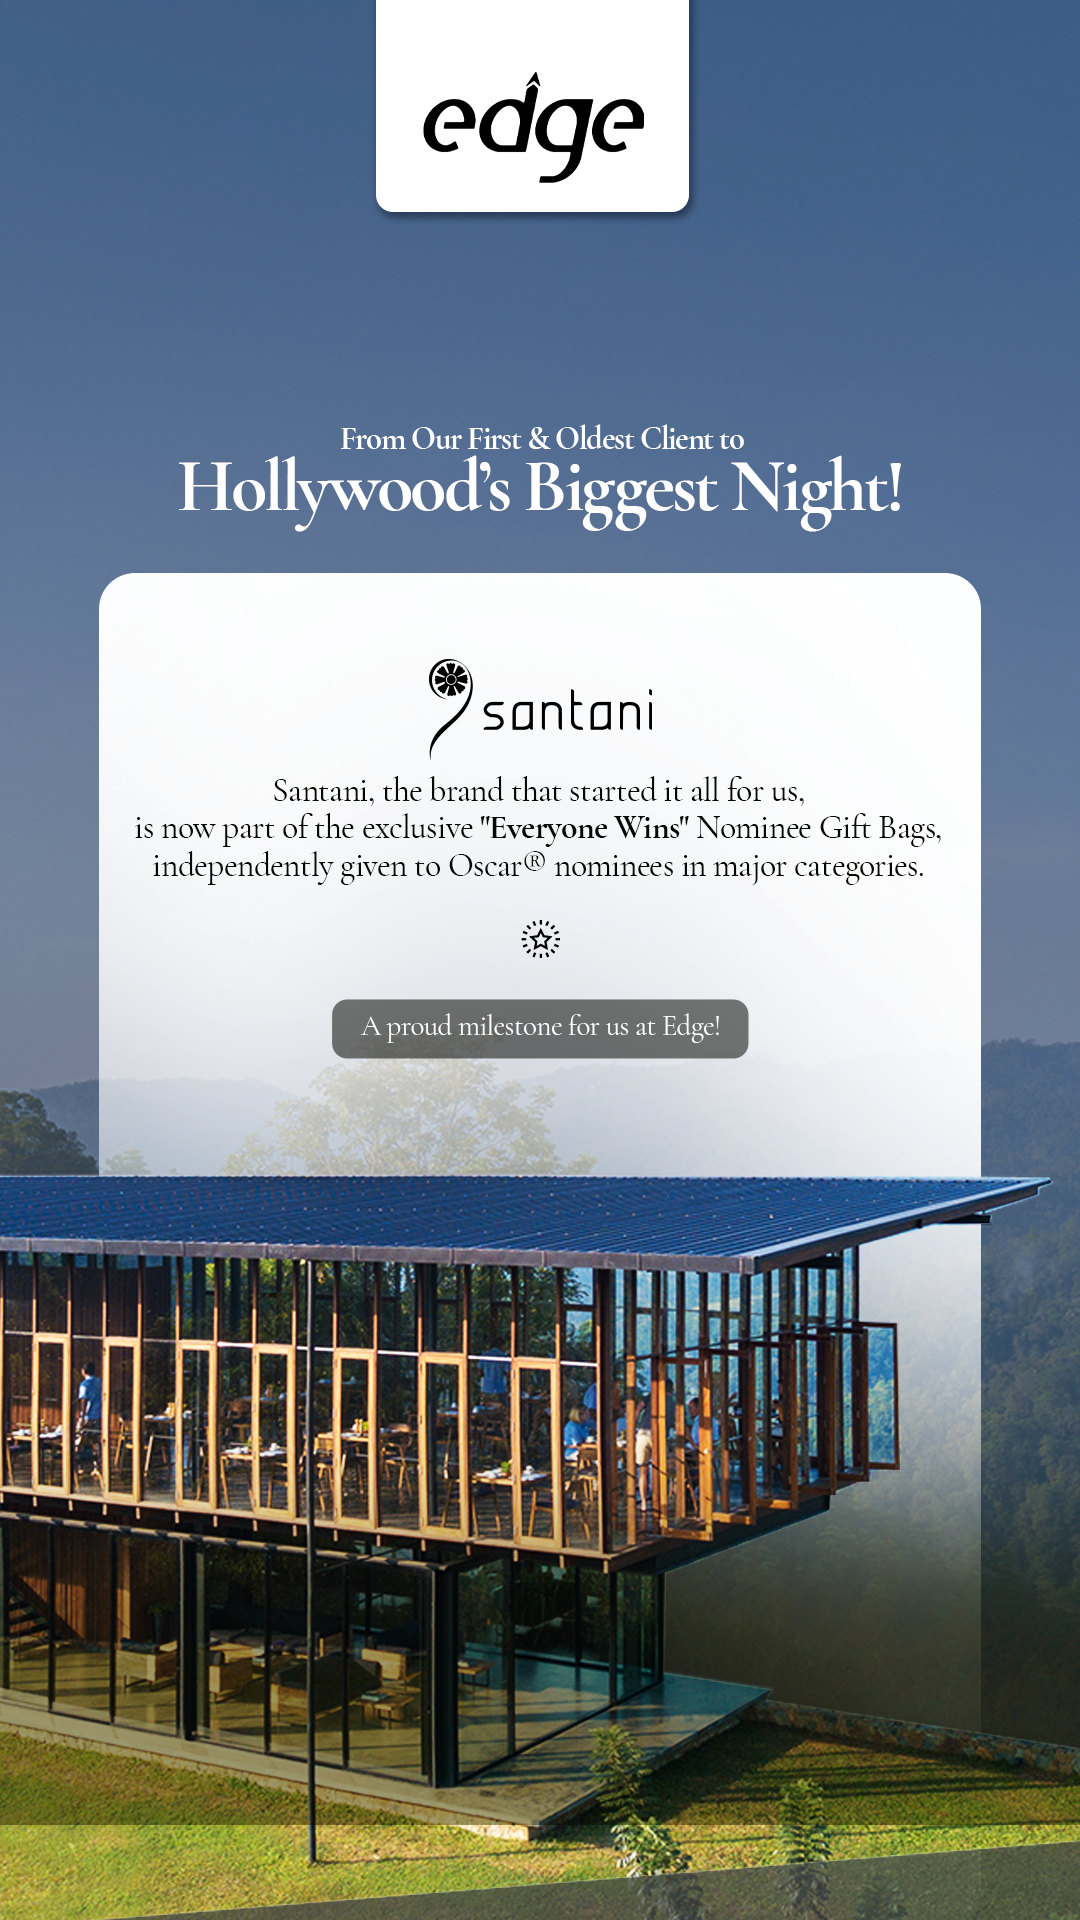 edge
From Our First & Oldest Client to
Hollywood's Biggest Night!
santani
Santani, the brand that started it all for us,
is now part of the exclusive "Everyone Wins" Nominee Gift Bags,
independently given to Oscar® nominees in major categories.
A proud milestone for us at Edge!